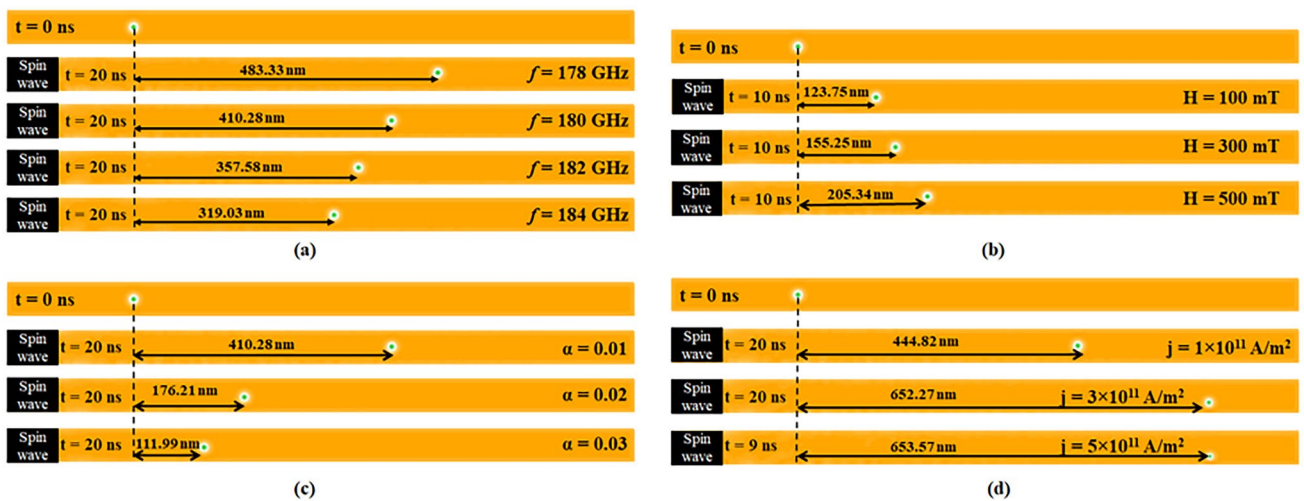 t = 0 ns
Spin wave t = 20 ns 483.33 nm f = 178 GHz
Spin wave t = 20 ns 410.28 nm f = 180 GHz
Spin wave t = 20 ns 357.58 nm f = 182 GHz
Spin wave t = 20 ns 319.03 nm f = 184 GHz
(a)
t = 0 ns
Spin wave t = 10 ns 123.75 nm H = 100 mT
Spin wave t = 10 ns 155.25 nm H = 300 mT
Spin wave t = 10 ns 205.34 nm H = 500 mT
(b)
t = 0 ns
Spin wave t = 20 ns 410.28 nm α = 0.01
Spin wave t = 20 ns 176.21 nm α = 0.02
Spin wave t = 20 ns 111.99 nm α = 0.03
(c)
t = 0 ns
Spin wave t = 20 ns 444.82 nm j = 1×10¹¹ A/m²
Spin wave t = 20 ns 652.27 nm j = 3×10¹¹ A/m²
Spin wave t = 9 ns 653.57 nm j = 5×10¹¹ A/m²
(d)